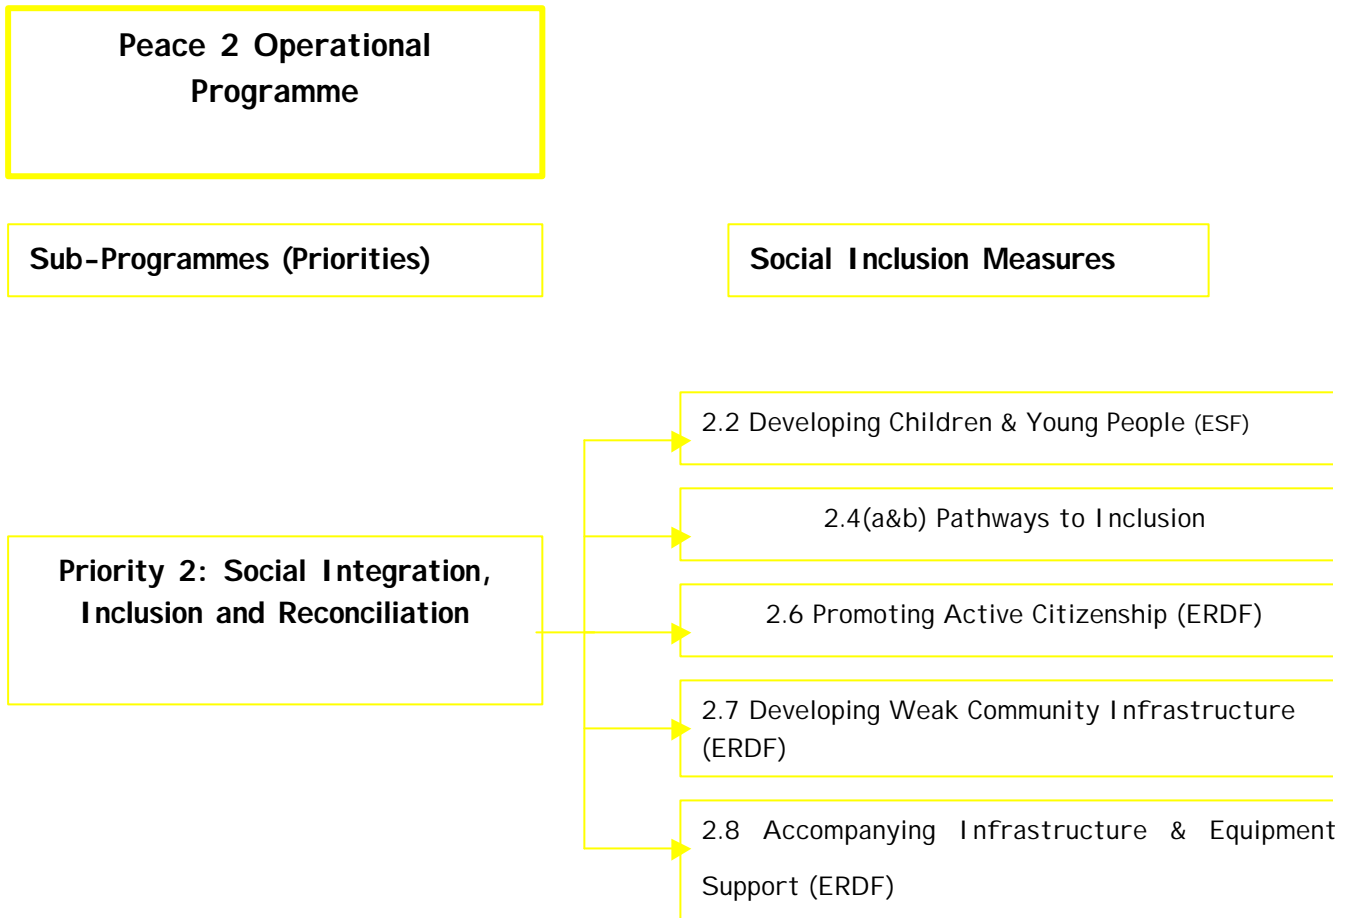 Peace 2 Operational
Programme
Sub-Programmes (Priorities)
Social Inclusion Measures
2.2 Developing Children & Young People (ESF)
2.4(a&b) Pathways to Inclusion
Priority 2: Social Integration,
Inclusion and Reconciliation
2.6 Promoting Active Citizenship (ERDF)
2.7 Developing Weak Community Infrastructure
(ERDF)
2.8 Accompanying Infrastructure & Equipment
Support (ERDF)